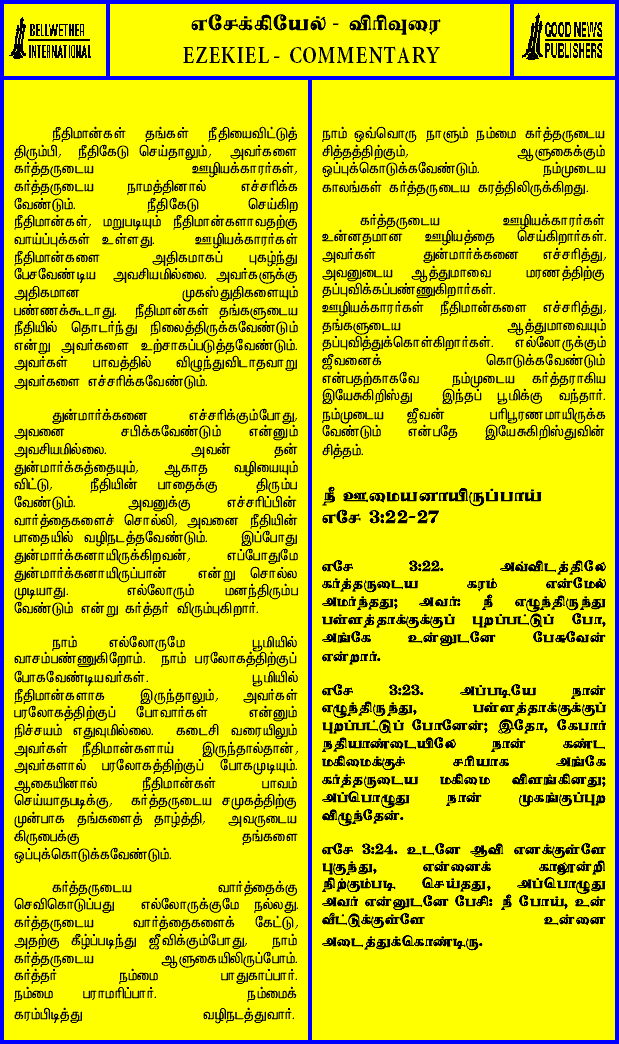 BELLWETHER
INTERNATIONAL
எசேக்கியேல் - விரிவுரை
EZEKIEL - COMMENTARY
GOOD NEWS
PUBLISHERS
நீதிமான்கள் தங்கள் நீதியைவிட்டுத்
திரும்பி, நீதிகேடு செய்தாலும், அவர்களை
கர்த்தருடைய ஊழியக்காரர்கள்,
கர்த்தருடைய நாமத்தினால் எச்சரிக்க
வேண்டும். நீதிகேடு செய்கிற
நீதிமான்கள், மறுபடியும் நீதிமான்களாவதற்கு
வாய்ப்புக்கள் உள்ளது. ஊழியக்காரர்கள்
நீதிமான்களை அதிகமாகப் புகழ்ந்து
பேசவேண்டிய அவசியமில்லை. அவர்களுக்கு
அதிகமான முகஸ்துதிகளையும்
பண்ணக்கூடாது. நீதிமான்கள் தங்களுடைய
நீதியில் தொடர்ந்து நிலைத்திருக்கவேண்டும்
என்று அவர்களை உற்சாகப்படுத்தவேண்டும்.
அவர்கள் பாவத்தில் விழுந்துவிடாதவாறு
அவர்களை எச்சரிக்கவேண்டும்.
துன்மார்க்கனை எச்சரிக்கும்போது,
அவனை சபிக்கவேண்டும் என்னும்
அவசியமில்லை. அவன் தன்
துன்மார்க்கத்தையும், ஆகாத வழியையும்
விட்டு, நீதியின் பாதைக்கு திரும்ப
வேண்டும். அவனுக்கு எச்சரிப்பின்
வார்த்தைகளைச் சொல்லி, அவனை நீதியின்
பாதையில் வழிநடத்தவேண்டும். இப்போது
துன்மார்க்கனாயிருக்கிறவன், எப்போதுமே
துன்மார்க்கனாயிருப்பான் என்று சொல்ல
முடியாது. எல்லோரும் மனந்திரும்ப
வேண்டும் என்று கர்த்தர் விரும்புகிறார்.
நாம் எல்லோருமே பூமியில்
வாசம்பண்ணுகிறோம். நாம் பரலோகத்திற்குப்
போகவேண்டியவர்கள். பூமியில்
நீதிமான்களாக இருந்தாலும், அவர்கள்
பரலோகத்திற்குப் போவார்கள் என்னும்
நிச்சயம் எதுவுமில்லை. கடைசி வரையிலும்
அவர்கள் நீதிமான்களாய் இருந்தால்தான்,
அவர்களால் பரலோகத்திற்குப் போகமுடியும்.
ஆகையினால் நீதிமான்கள் பாவம்
செய்யாதபடிக்கு, கர்த்தருடைய சமுகத்திற்கு
முன்பாக தங்களைத் தாழ்த்தி, அவருடைய
கிருபைக்கு தங்களை
ஒப்புக்கொடுக்கவேண்டும்.
கர்த்தருடைய வார்த்தைக்கு
செவிகொடுப்பது எல்லோருக்குமே நல்லது.
கர்த்தருடைய வார்த்தைகளைக் கேட்டு,
அதற்கு கீழ்ப்படிந்து ஜீவிக்கும்போது, நாம்
கர்த்தருடைய ஆளுகையிலிருப்போம்.
கர்த்தர் நம்மை பாதுகாப்பார்.
நம்மை பராமரிப்பார். நம்மைக்
கரம்பிடித்து வழிநடத்துவார்.
நாம் ஒவ்வொரு நாளும் நம்மை கர்த்தருடைய
சித்தத்திற்கும், ஆளுகைக்கும்
ஒப்புக்கொடுக்கவேண்டும். நம்முடைய
காலங்கள் கர்த்தருடைய கரத்திலிருக்கிறது.
கர்த்தருடைய ஊழியக்காரர்கள்
உன்னதமான ஊழியத்தை செய்கிறார்கள்.
அவர்கள் துன்மார்க்கனை எச்சரித்து,
அவனுடைய ஆத்துமாவை மரணத்திற்கு
தப்புவிக்கப்பண்ணுகிறார்கள்.
ஊழியக்காரர்கள் நீதிமான்களை எச்சரித்து,
தங்களுடைய ஆத்துமாவையும்
தப்புவித்துக்கொள்கிறார்கள். எல்லோருக்கும்
ஜீவனைக் கொடுக்கவேண்டும்
என்பதற்காகவே நம்முடைய கர்த்தராகிய
இயேசுகிறிஸ்து இந்தப் பூமிக்கு வந்தார்.
நம்முடைய ஜீவன் பரிபூரணமாயிருக்க
வேண்டும் என்பதே இயேசுகிறிஸ்துவின்
சித்தம்.
நீ ஊமையனாயிருப்பாய்
எசே 3:22-27
எசே 3:22. அவ்விடத்திலே
கர்த்தருடைய கரம் என்மேல்
அமர்ந்தது; அவர்: நீ எழுந்திருந்து
பள்ளத்தாக்குக்குப் புறப்பட்டுப் போ,
அங்கே உன்னுடனே பேசுவேன்
என்றார்.
எசே 3:23. அப்படியே நான்
எழுந்திருந்து, பள்ளத்தாக்குக்குப்
புறப்பட்டுப் போனேன்; இதோ, கேபார்
நதியாண்டையிலே நான் கண்ட
மகிமைக்குச் சரியாக அங்கே
கர்த்தருடைய மகிமை விளங்கினது;
அப்பொழுது நான் முகங்குப்புற
விழுந்தேன்.
எசே 3:24. உடனே ஆவி எனக்குள்ளே
புகுந்து, என்னைக் காலூன்றி
நிற்கும்படி செய்தது, அப்பொழுது
அவர் என்னுடனே பேசி: நீ போய், உன்
வீட்டுக்குள்ளே உன்னை
அடைத்துக்கொண்டிரு.